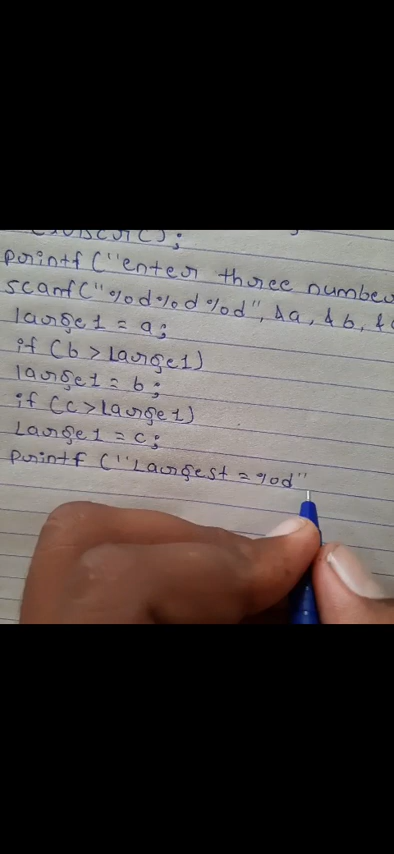 printf ("enter three number
scanf ("%d%d%d", &a, &b, &c
large1 = a;
if (b > large1)
large1 = b;
if (c > large1)
Large1 = c;
printf ("Largest = %d"